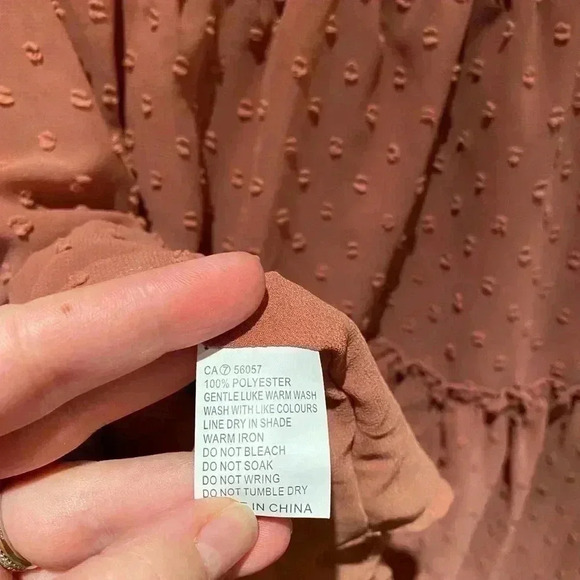 CA⑦ 56057
100% POLYESTER
GENTLE LUKE WARM WASH
WASH WITH LIKE COLOURS
LINE DRY IN SHADE
WARM IRON
DO NOT BLEACH
DO NOT SOAK
DO NOT WRING
DO NOT TUMBLE DRY
IN CHINA